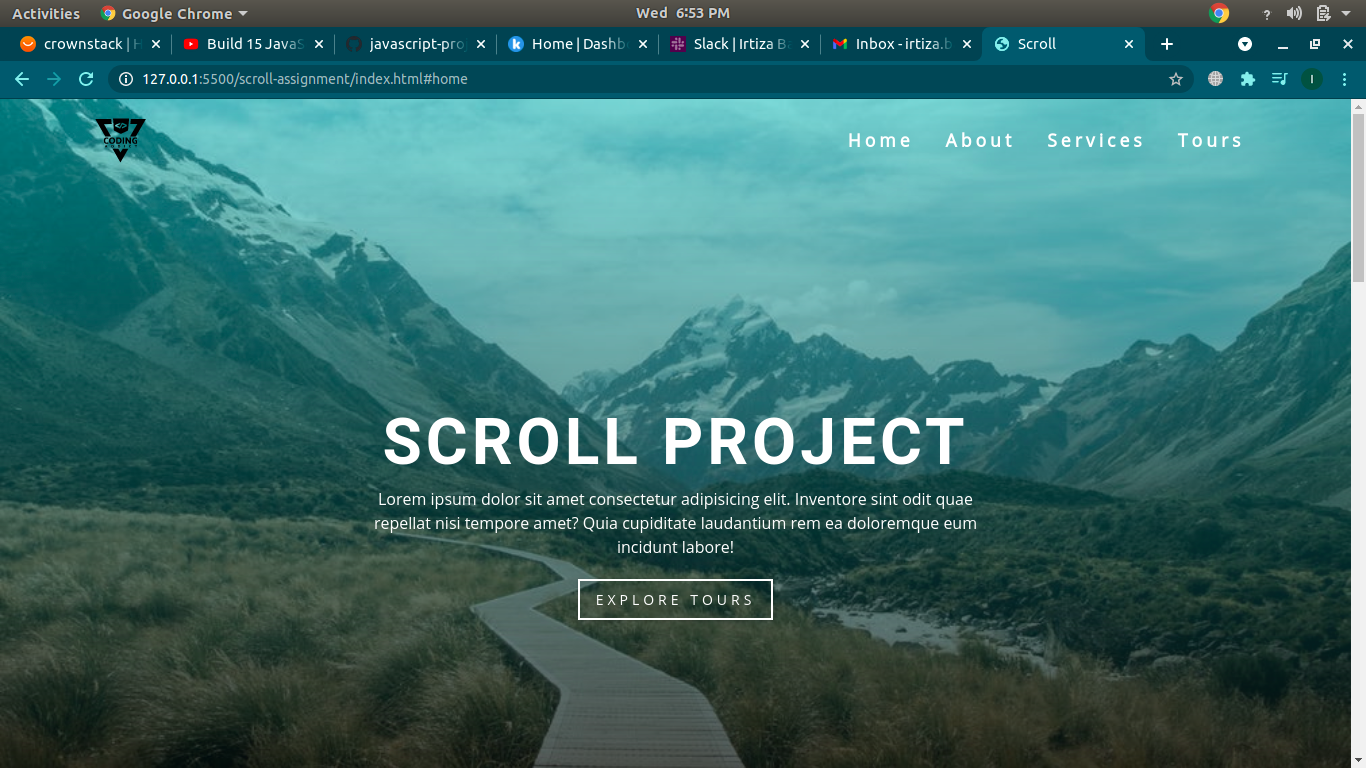 Activities Google Chrome Wed 6:53 PM ?
crownstack | Build 15 Java javascript-pro Home | Dashb Slack | Irtiza B Inbox - irtiza.b Scroll
127.0.0.1:5500/scroll-assignment/index.html#home I
CODING
Home About Services Tours
SCROLL PROJECT
Lorem ipsum dolor sit amet consectetur adipisicing elit. Inventore sint odit quae
repellat nisi tempore amet? Quia cupiditate laudantium rem ea doloremque eum
incidunt labore!
EXPLORE TOURS